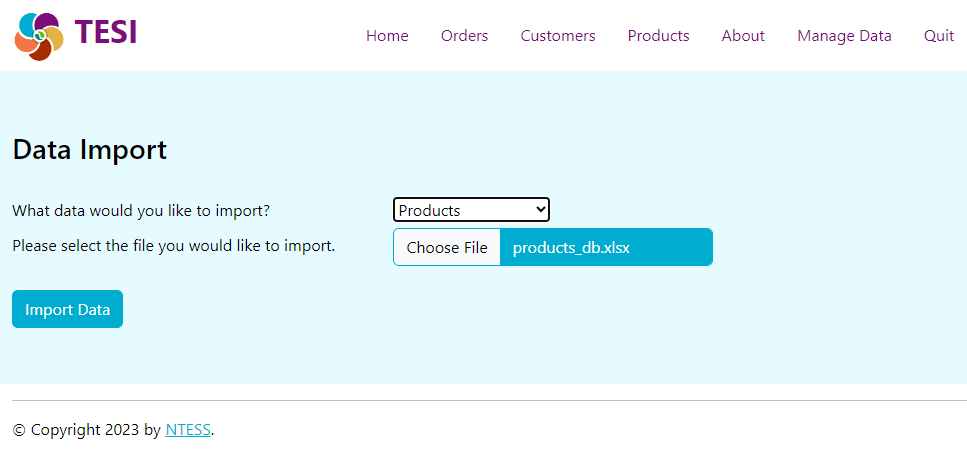 TESI
Home Orders Customers Products About Manage Data Quit
Data Import
What data would you like to import? Products
Please select the file you would like to import. Choose File products_db.xlsx
Import Data
© Copyright 2023 by NTESS.